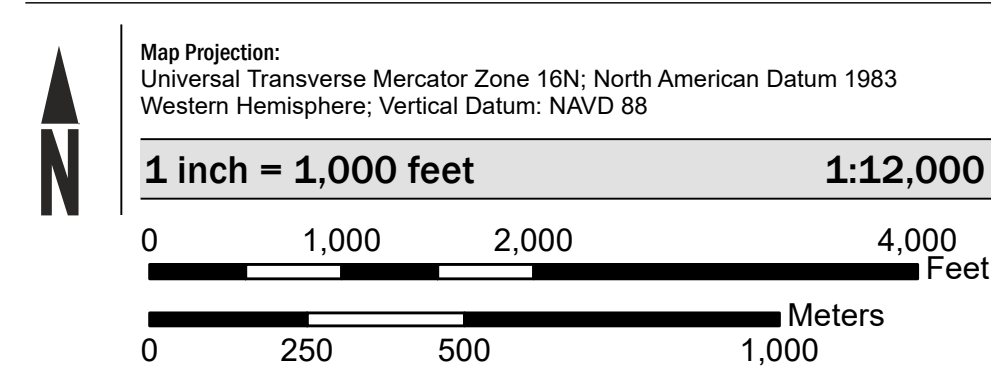 Map Projection:
Universal Transverse Mercator Zone 16N; North American Datum 1983
Western Hemisphere; Vertical Datum: NAVD 88
N
1 inch = 1,000 feet 1:12,000
0 1,000 2,000 4,000
Feet
Meters
0 250 500 1,000